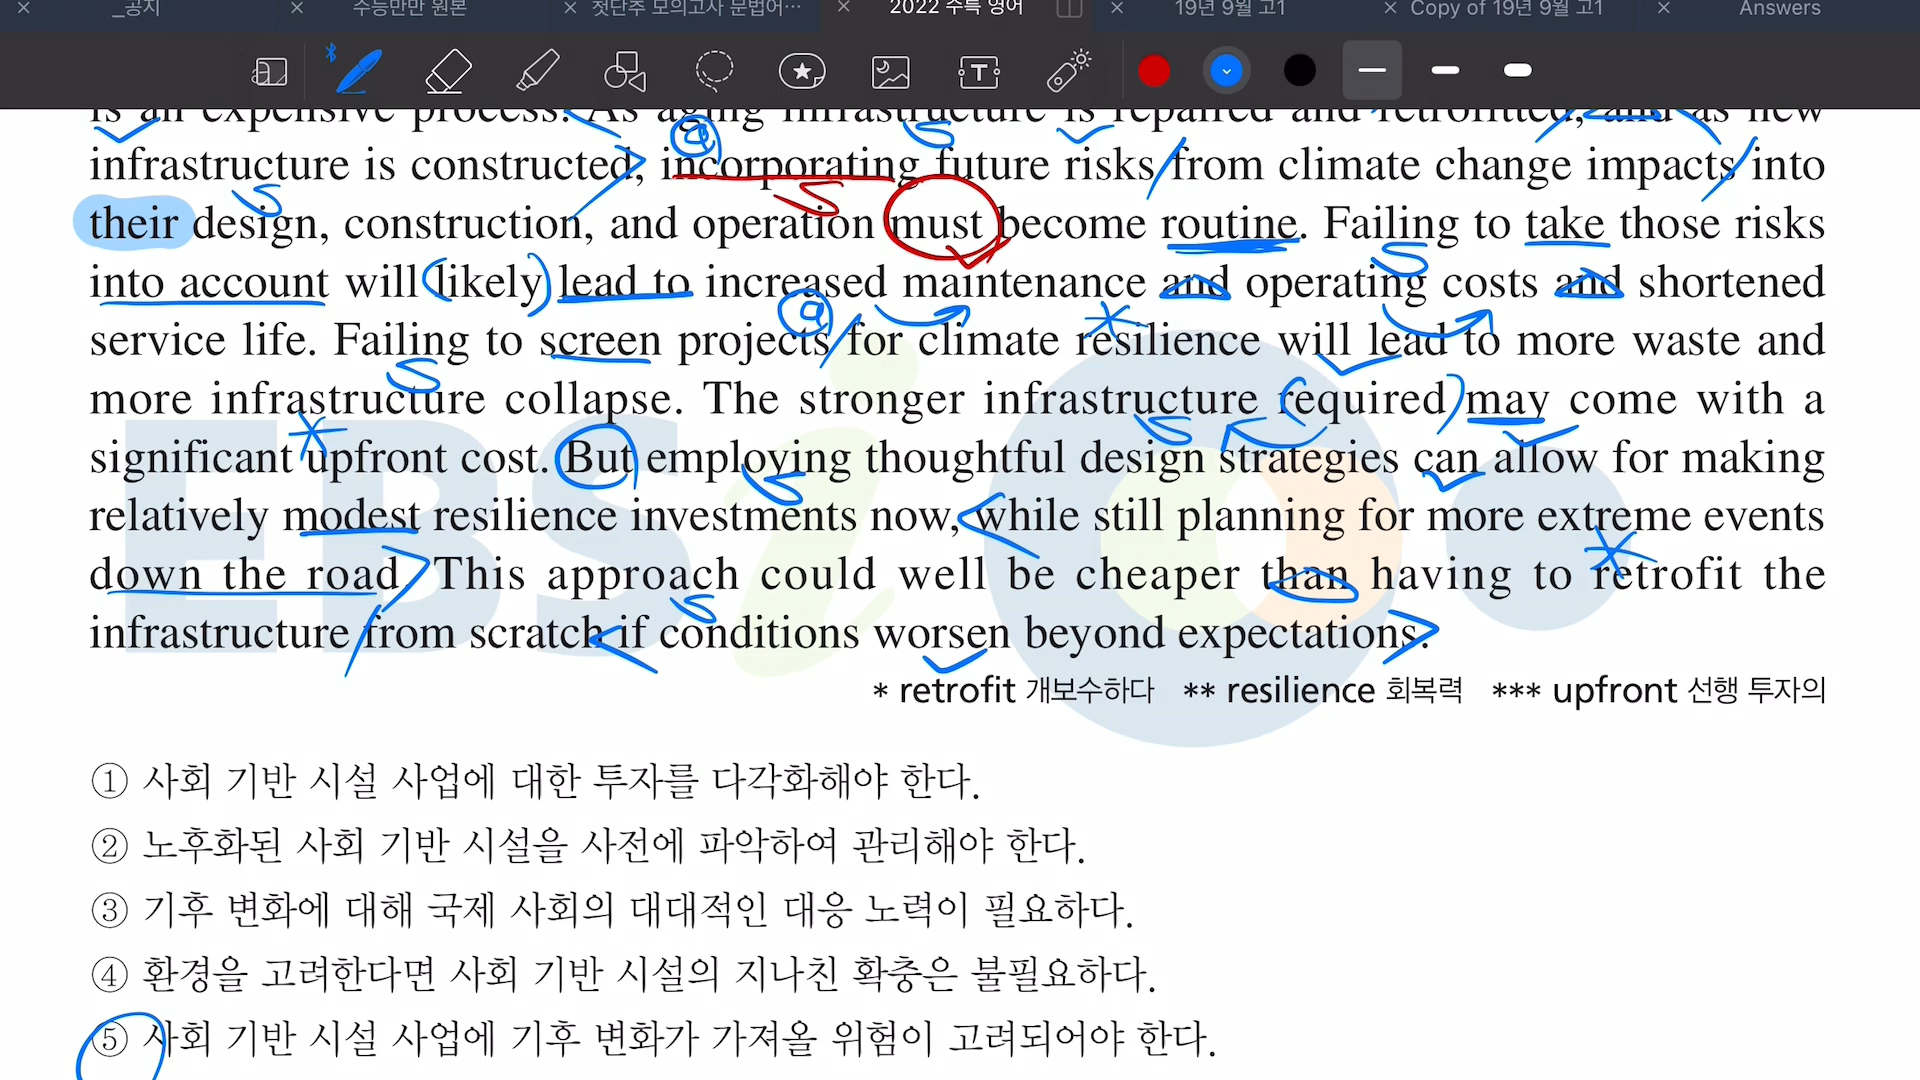 _공지
수능만만 원본
첫단추 모의고사 문법어…
2022 수특 영어
19년 9월 고1
Copy of 19년 9월 고1
Answers
is an expensive process. As aging infrastructure is repaired and retrofitted, and as new
infrastructure is constructed, incorporating future risks from climate change impacts into
their design, construction, and operation must become routine. Failing to take those risks
into account will likely lead to increased maintenance and operating costs and shortened
service life. Failing to screen projects for climate resilience will lead to more waste and
more infrastructure collapse. The stronger infrastructure required may come with a
significant upfront cost. But employing thoughtful design strategies can allow for making
relatively modest resilience investments now, while still planning for more extreme events
down the road. This approach could well be cheaper than having to retrofit the
infrastructure from scratch if conditions worsen beyond expectations.
* retrofit 개보수하다 ** resilience 회복력 *** upfront 선행 투자의
① 사회 기반 시설 사업에 대한 투자를 다각화해야 한다.
② 노후화된 사회 기반 시설을 사전에 파악하여 관리해야 한다.
③ 기후 변화에 대해 국제 사회의 대대적인 대응 노력이 필요하다.
④ 환경을 고려한다면 사회 기반 시설의 지나친 확충은 불필요하다.
⑤ 사회 기반 시설 사업에 기후 변화가 가져올 위험이 고려되어야 한다.